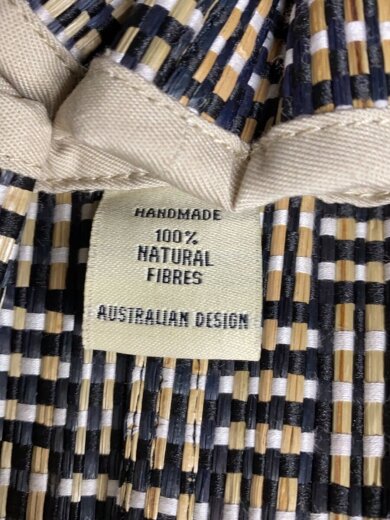 HANDMADE
100%
NATURAL
FIBRES
AUSTRALIAN DESIGN